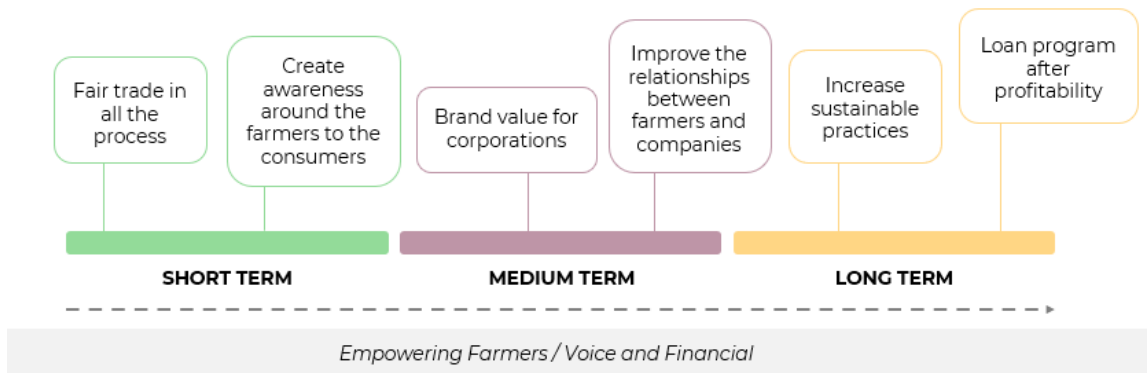 Fair trade in
all the
process
Create
awareness
around the
farmers to the
consumers
Brand value for
corporations
Improve the
relationships
between
farmers and
companies
Increase
sustainable
practices
Loan program
after
profitability
SHORT TERM
MEDIUM TERM
LONG TERM
Empowering Farmers / Voice and Financial